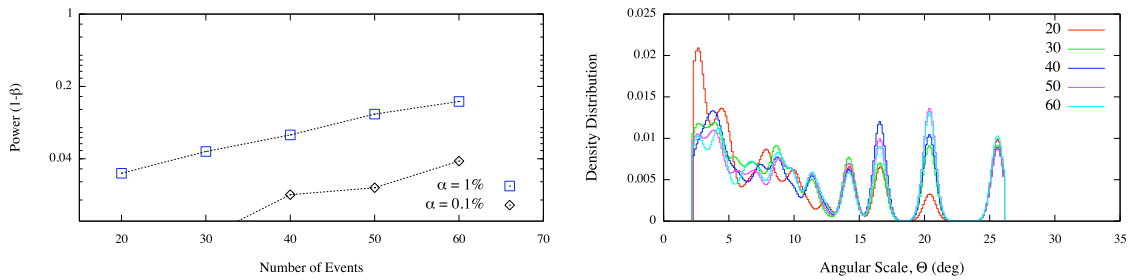 1
0.2
0.04
20 30 40 50 60 70
Power (1-β)
Number of Events
α = 1%
α = 0.1%
0.025
0.02
0.015
0.01
0.005
0
0 5 10 15 20 25 30 35
Density Distribution
Angular Scale, Θ (deg)
20
30
40
50
60